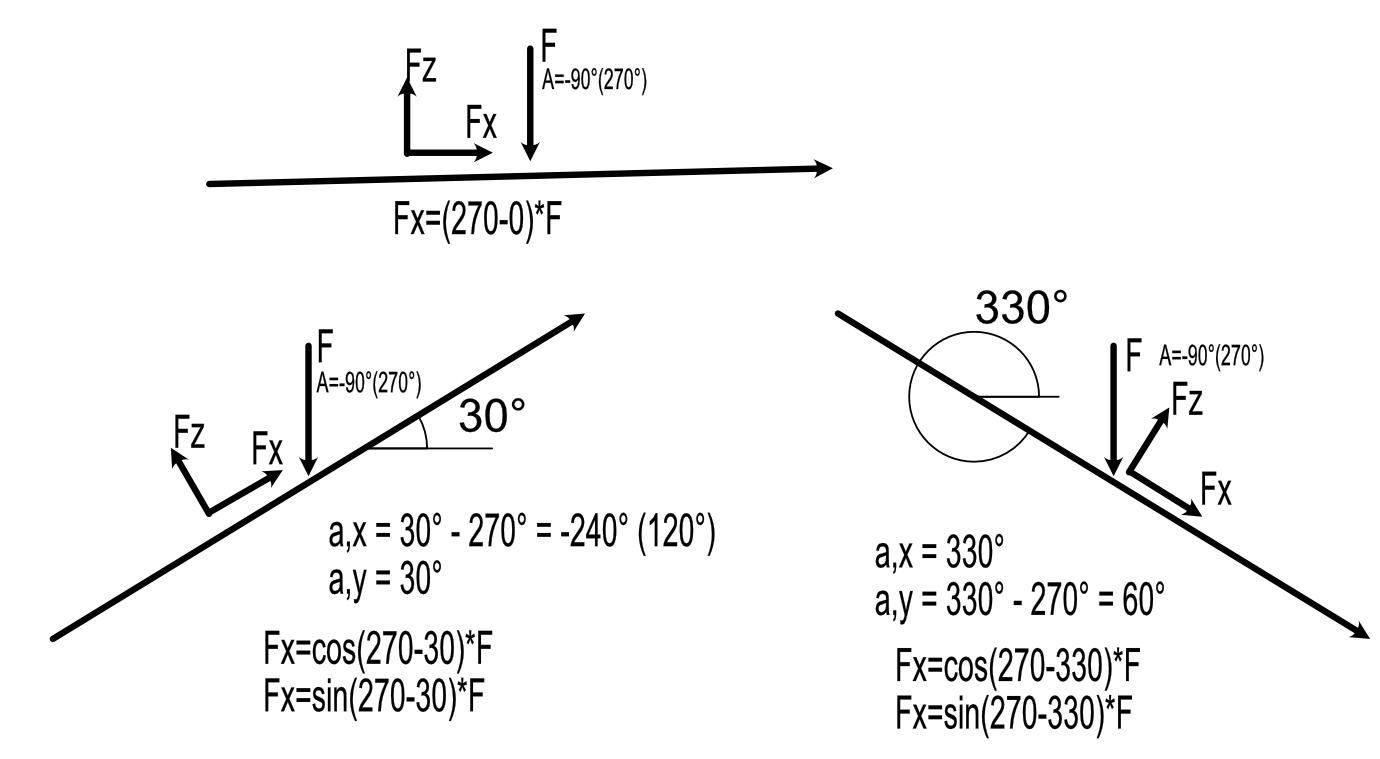 Fz
Fx
F
A=-90°(270°)
Fx=(270-0)*F
F
A=-90°(270°)
30°
Fz
Fx
a,x = 30° - 270° = -240° (120°)
a,y = 30°
Fx=cos(270-30)*F
Fx=sin(270-30)*F
330°
F A=-90°(270°)
Fz
Fx
a,x = 330°
a,y = 330° - 270° = 60°
Fx=cos(270-330)*F
Fx=sin(270-330)*F